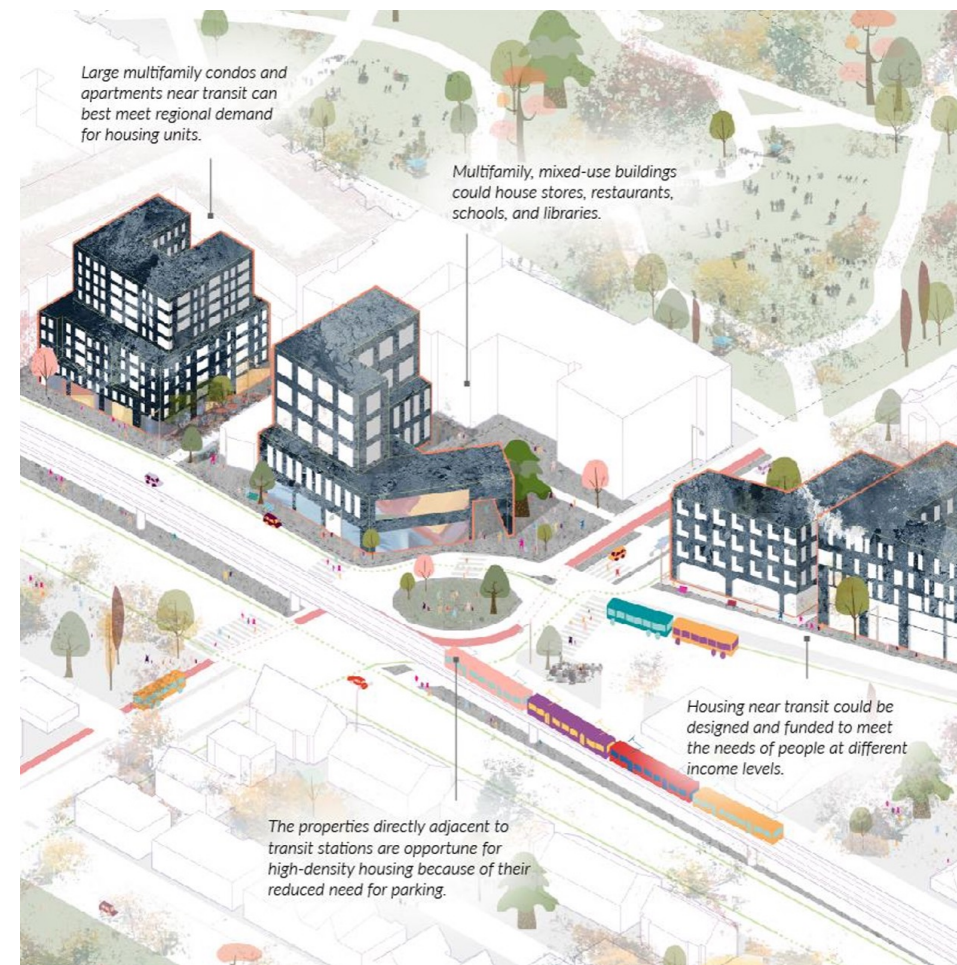 Large multifamily condos and
apartments near transit can
best meet regional demand
for housing units.
Multifamily, mixed-use buildings
could house stores, restaurants,
schools, and libraries.
Housing near transit could be
designed and funded to meet
the needs of people at different
income levels.
The properties directly adjacent to
transit stations are opportune for
high-density housing because of their
reduced need for parking.